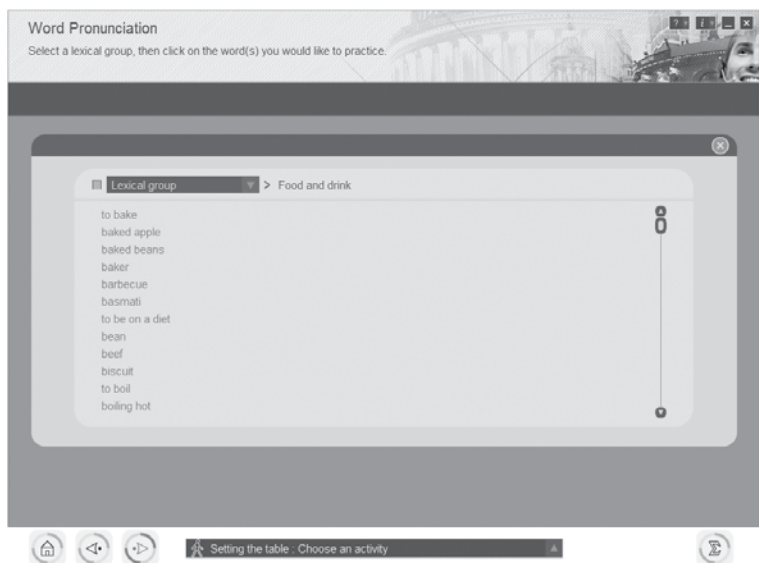 Word Pronunciation
Select a lexical group, then click on the word(s) you would like to practice.
? i _ x
Lexical group > Food and drink
to bake
baked apple
baked beans
baker
barbecue
basmati
to be on a diet
bean
beef
biscuit
to boil
boiling hot
Setting the table : Choose an activity